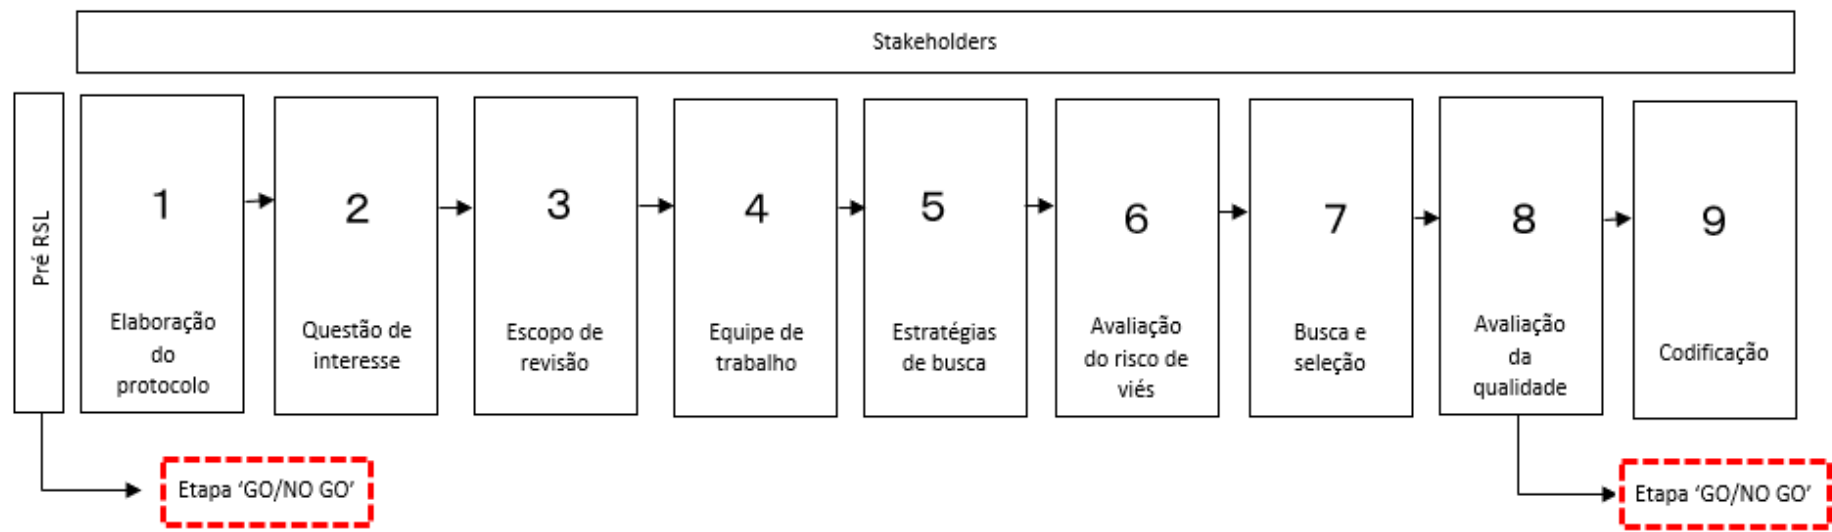 Stakeholders
Pré RSL
1
Elaboração
do
protocolo
2
Questão de
interesse
3
Escopo de
revisão
4
Equipe de
trabalho
5
Estratégias
de busca
6
Avaliação
do risco de
viés
7
Busca e
seleção
8
Avaliação
da
qualidade
9
Codificação
Etapa ‘GO/NO GO’
Etapa ‘GO/NO GO’